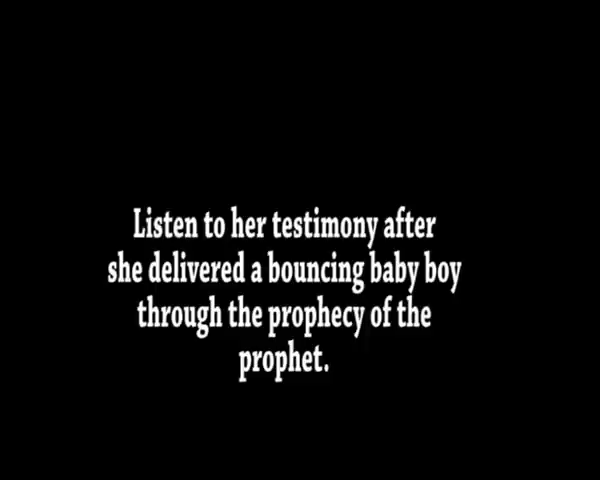 Listen to her testimony after
she delivered a bouncing baby boy
through the prophecy of the
prophet.